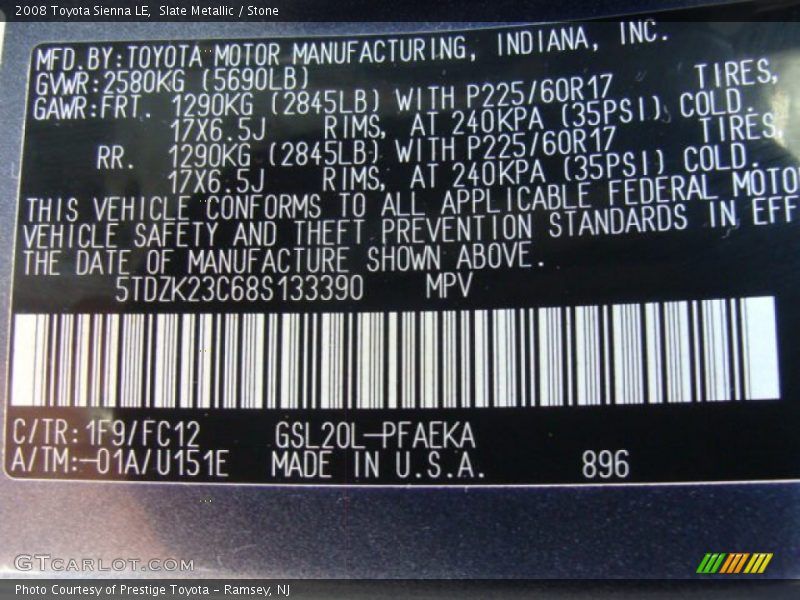 2008 Toyota Sienna LE,  Slate Metallic / Stone
MFD.BY:TOYOTA MOTOR MANUFACTURING, INDIANA, INC.
GVWR:2580KG (5690LB)
GAWR:FRT. 1290KG (2845LB) WITH P225/60R17 TIRES,
17X6.5J RIMS, AT 240KPA (35PSI) COLD.
RR. 1290KG (2845LB) WITH P225/60R17 TIRES,
17X6.5J RIMS, AT 240KPA (35PSI) COLD.
THIS VEHICLE CONFORMS TO ALL APPLICABLE FEDERAL MOTO
VEHICLE SAFETY AND THEFT PREVENTION STANDARDS IN EFF
THE DATE OF MANUFACTURE SHOWN ABOVE.
5TDZK23C68S133390 MPV
C/TR:1F9/FC12 GSL20L-PFAEKA
A/TM:-01A/U151E MADE IN U.S.A. 896
GTCarLot.com
Photo Courtesy of Prestige Toyota - Ramsey, NJ